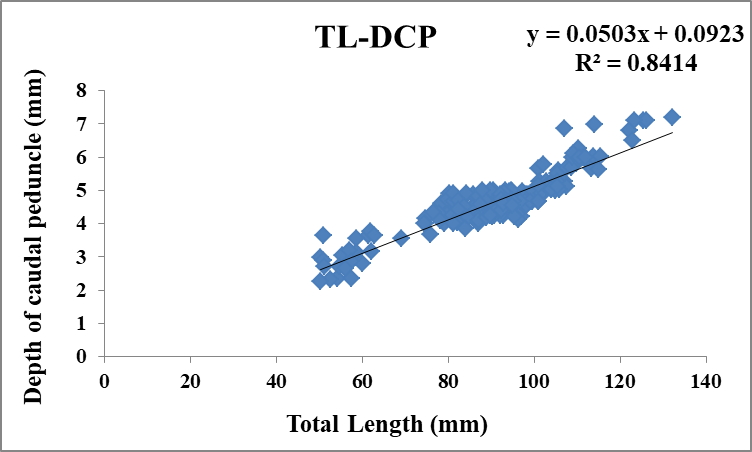 TL-DCP
y = 0.0503x + 0.0923
R² = 0.8414
Depth of caudal peduncle (mm)
8
7
6
5
4
3
2
1
0
0 20 40 60 80 100 120 140
Total Length (mm)